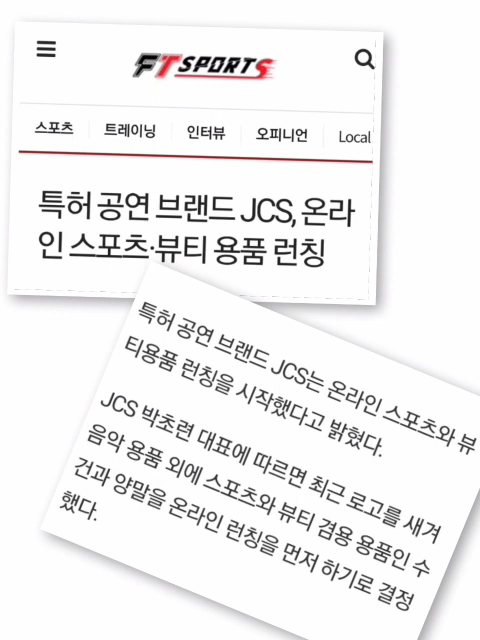 FT SPORTS
스포츠 트레이닝 인터뷰 오피니언 Local
특허 공연 브랜드 JCS, 온라
인 스포츠·뷰티 용품 런칭
특허 공연 브랜드 JCS는 온라인 스포츠와 뷰
티용품 런칭을 시작했다고 밝혔다.
JCS 박초련 대표에 따르면 최근 로고를 새겨
음악 용품 외에 스포츠와 뷰티 겸용 용품인 수
건과 양말을 온라인 런칭을 먼저 하기로 결정
했다.